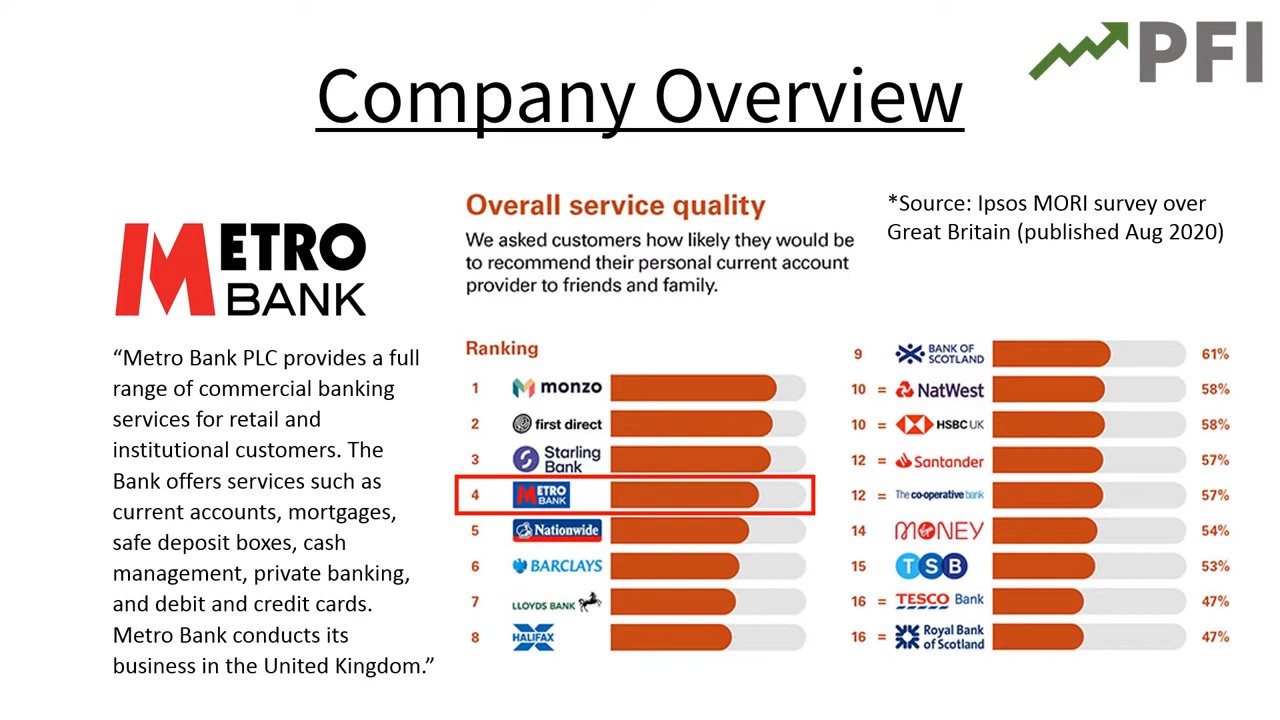 PFI
Company Overview
METRO
BANK
“Metro Bank PLC provides a full
range of commercial banking
services for retail and
institutional customers. The
Bank offers services such as
current accounts, mortgages,
safe deposit boxes, cash
management, private banking,
and debit and credit cards.
Metro Bank conducts its
business in the United Kingdom.”
Overall service quality
We asked customers how likely they would be
to recommend their personal current account
provider to friends and family.
*Source: Ipsos MORI survey over
Great Britain (published Aug 2020)
Ranking
1 monzo
2 first direct
3 Starling
Bank
4 METRO
BANK
5 Nationwide
6 BARCLAYS
7 LLOYDS BANK
8 HALIFAX
9 BANK OF
SCOTLAND 61%
10 = NatWest 58%
10 = HSBC UK 58%
12 = Santander 57%
12 = The co-operative bank 57%
14 MONEY 54%
15 TSB 53%
16 = TESCO Bank 47%
16 = Royal Bank
of Scotland 47%